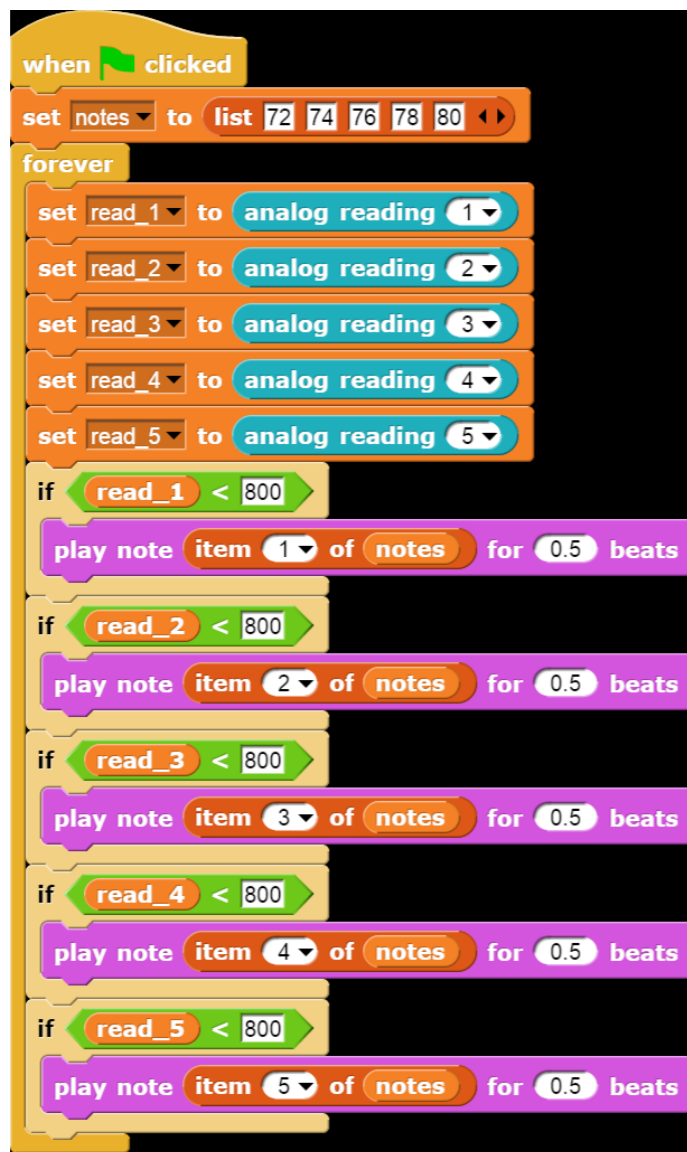 when clicked
set notes to list 72 74 76 78 80
forever
set read_1 to analog reading 1
set read_2 to analog reading 2
set read_3 to analog reading 3
set read_4 to analog reading 4
set read_5 to analog reading 5
if read_1 < 800
play note item 1 of notes for 0.5 beats
if read_2 < 800
play note item 2 of notes for 0.5 beats
if read_3 < 800
play note item 3 of notes for 0.5 beats
if read_4 < 800
play note item 4 of notes for 0.5 beats
if read_5 < 800
play note item 5 of notes for 0.5 beats